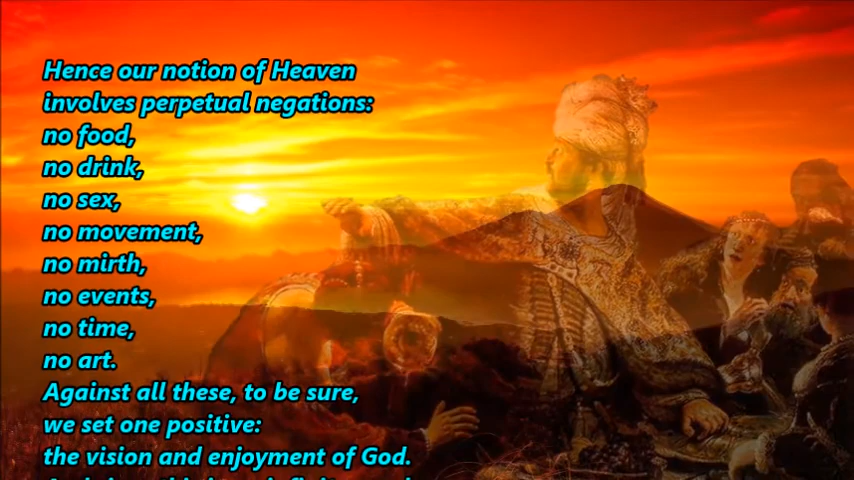 Hence our notion of Heaven
involves perpetual negations:
no food,
no drink,
no sex,
no movement,
no mirth,
no events,
no time,
no art.
Against all these, to be sure,
we set one positive:
the vision and enjoyment of God.